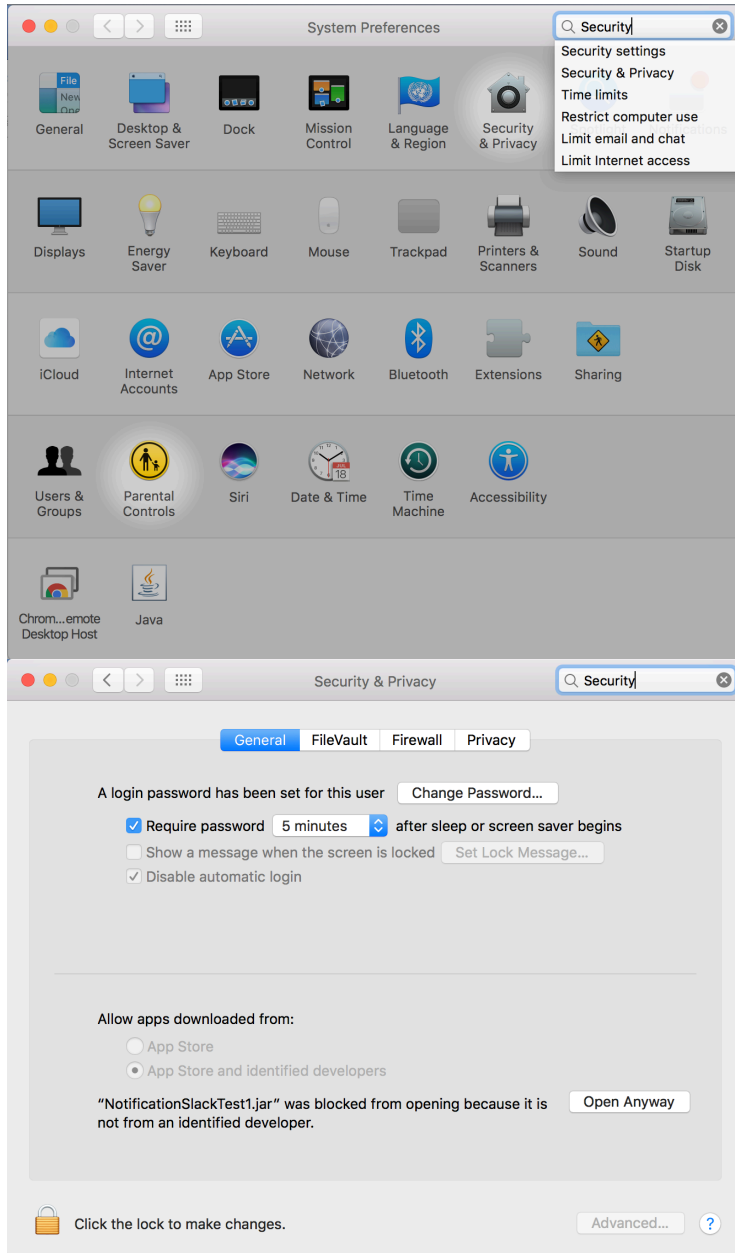 System Preferences
Security
Security settings
Security & Privacy
Time limits
Restrict computer use
Limit email and chat
Limit Internet access
File
New
General
Desktop &
Screen Saver
Dock
Mission
Control
Language
& Region
Security
& Privacy
Spotlight
Notifications
Displays
Energy
Saver
Keyboard
Mouse
Trackpad
Printers &
Scanners
Sound
Startup
Disk
iCloud
Internet
Accounts
App Store
Network
Bluetooth
Extensions
Sharing
JUL
18
Users &
Groups
Parental
Controls
Siri
Date & Time
Time
Machine
Accessibility
Chrom...emote
Desktop Host
Java
Security & Privacy
Security
General
FileVault
Firewall
Privacy
A login password has been set for this user
Change Password...
Require password
5 minutes
after sleep or screen saver begins
Show a message when the screen is locked
Set Lock Message...
Disable automatic login
Allow apps downloaded from:
App Store
App Store and identified developers
“NotificationSlackTest1.jar” was blocked from opening because it is
not from an identified developer.
Open Anyway
Click the lock to make changes.
Advanced...
?